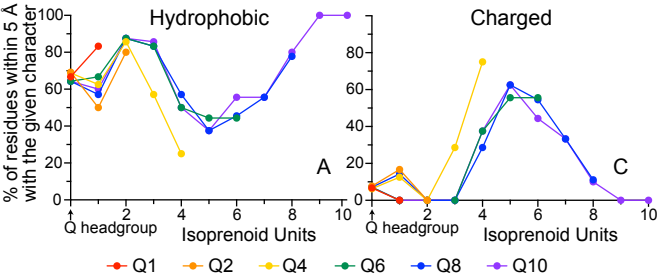 Hydrophobic
Charged
% of residues within 5 Å
with the given character
100
80
60
40
20
0
A
0
2
4
6
8
10
Q headgroup
Isoprenoid Units
100
80
60
40
20
0
C
0
2
4
6
8
10
Q headgroup
Isoprenoid Units
Q1 Q2 Q4 Q6 Q8 Q10